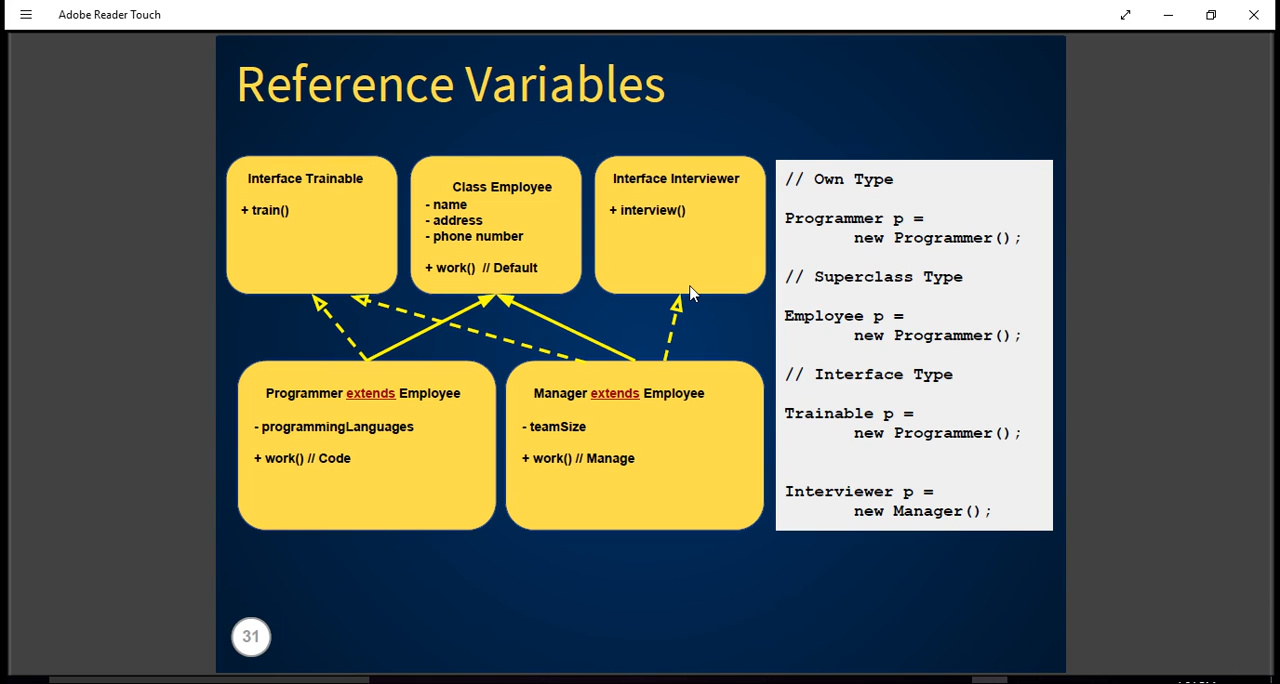 Adobe Reader Touch
Reference Variables
Interface Trainable
+ train()
Class Employee
- name
- address
- phone number
+ work() // Default
Interface Interviewer
+ interview()
Programmer extends Employee
- programmingLanguages
+ work() // Code
Manager extends Employee
- teamSize
+ work() // Manage
// Own Type
Programmer p =
new Programmer();
// Superclass Type
Employee p =
new Programmer();
// Interface Type
Trainable p =
new Programmer();
Interviewer p =
new Manager();
31